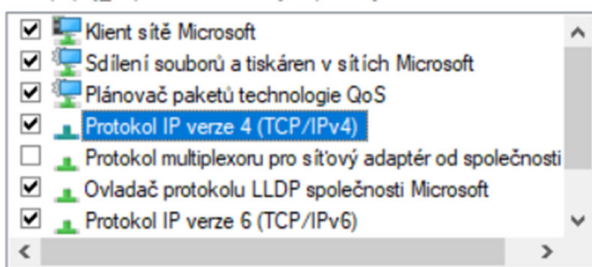 Klient sítě Microsoft
Sdílení souborů a tiskáren v sítích Microsoft
Plánovač paketů technologie QoS
Protokol IP verze 4 (TCP/IPv4)
Protokol multiplexoru pro síťový adaptér od společnosti
Ovladač protokolu LLDP společnosti Microsoft
Protokol IP verze 6 (TCP/IPv6)